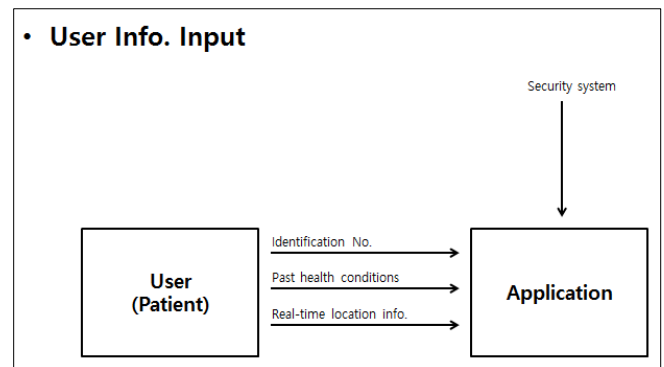 • User Info. Input
Security system
Identification No.
Past health conditions
Real-time location info.
User
(Patient)
Application